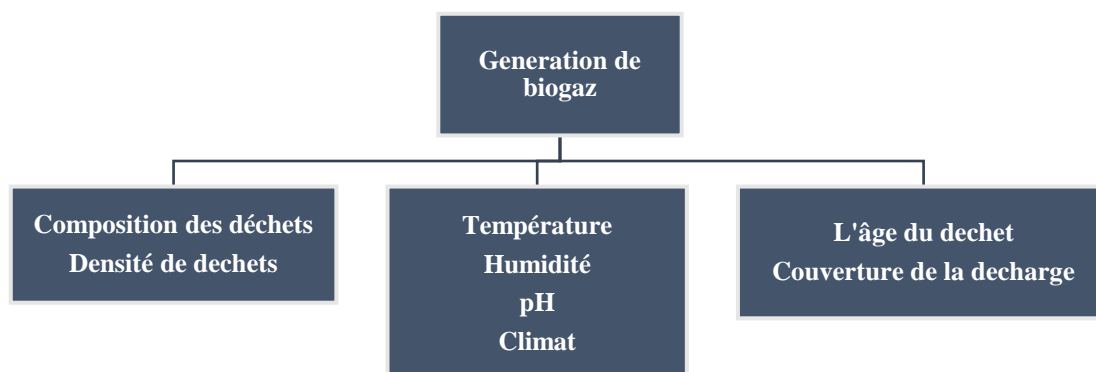 Generation de
biogaz
Composition des déchets
Densité de dechets
Température
Humidité
pH
Climat
L'âge du dechet
Couverture de la decharge